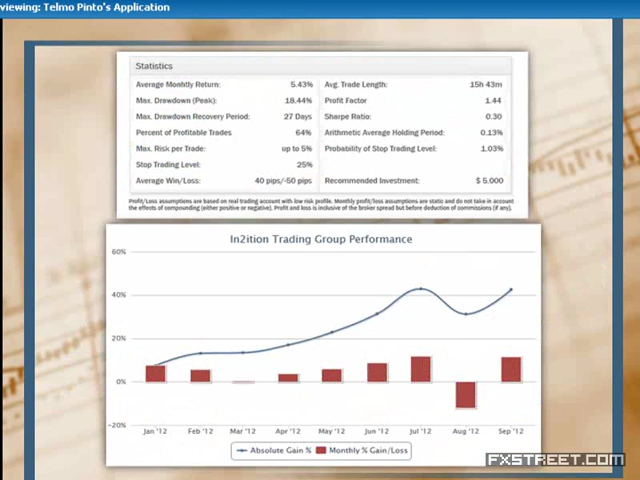 viewing: Telmo Pinto's Application
Statistics
Average Monhtly Return: 5.43% Avg. Trade Length: 15h 43m
Max. Drawdown (Peak): 18.44% Profit Factor 1.44
Max. Drawdown Recovery Period: 27 Days Sharpe Ratio: 0.30
Percent of Profitable Trades 64% Arithmetic Average Holding Period: 0.13%
Max. Risk per Trade: up to 5% Probability of Stop Trading Level: 1.03%
Stop Trading Level: 25%
Average Win/Loss: 40 pips/-50 pips Recommended Investment: $ 5.000
Profit/Loss assumptions are based on real trading account with low risk profile. Monthly profit/loss assumptions are static and do not take in account
the effects of compounding (either positive or negative). Profit and loss is inclusive of the broker spread but before deduction of commissions (if any).
In2ition Trading Group Performance
60%
40%
20%
0%
-20%
Jan '12 Feb '12 Mar '12 Apr '12 May '12 Jun '12 Jul '12 Aug '12 Sep '12
Absolute Gain % Monthly % Gain/Loss
FXSTREET.COM